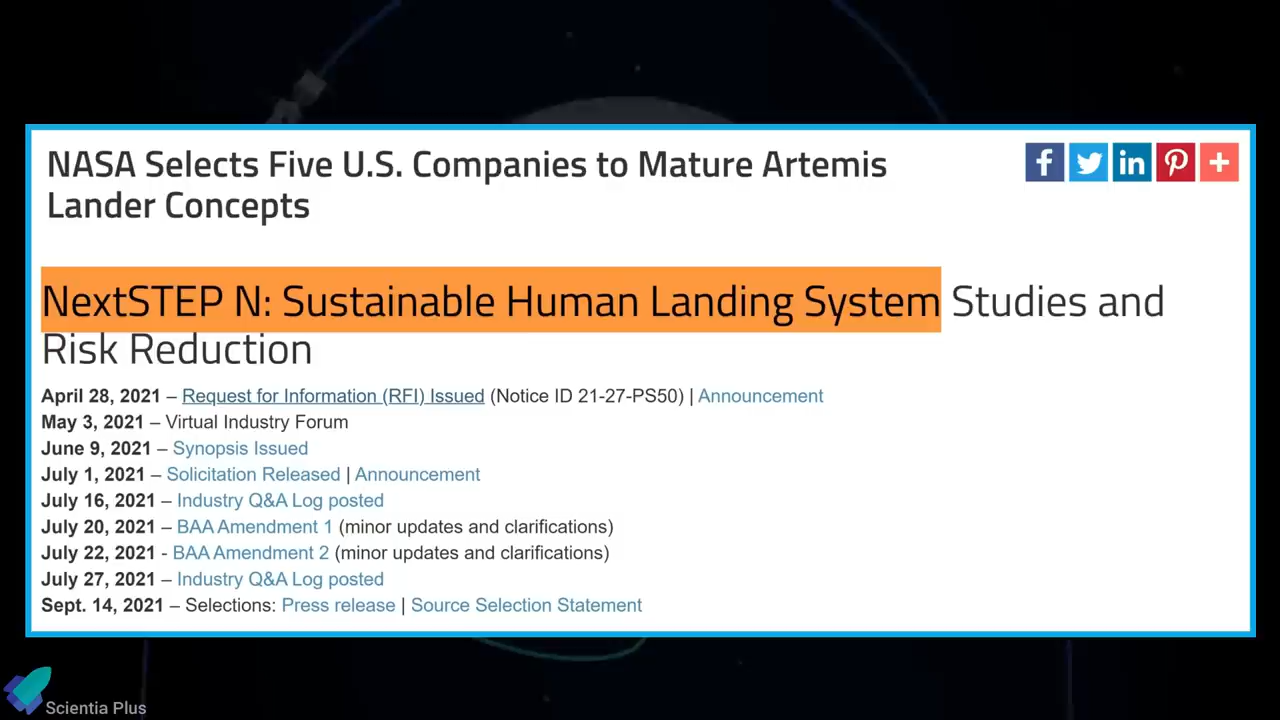 NASA Selects Five U.S. Companies to Mature Artemis
Lander Concepts
NextSTEP N: Sustainable Human Landing System Studies and
Risk Reduction
April 28, 2021 – Request for Information (RFI) Issued (Notice ID 21-27-PS50) | Announcement
May 3, 2021 – Virtual Industry Forum
June 9, 2021 – Synopsis Issued
July 1, 2021 – Solicitation Released | Announcement
July 16, 2021 – Industry Q&A Log posted
July 20, 2021 – BAA Amendment 1 (minor updates and clarifications)
July 22, 2021 - BAA Amendment 2 (minor updates and clarifications)
July 27, 2021 – Industry Q&A Log posted
Sept. 14, 2021 – Selections: Press release | Source Selection Statement
Scientia Plus